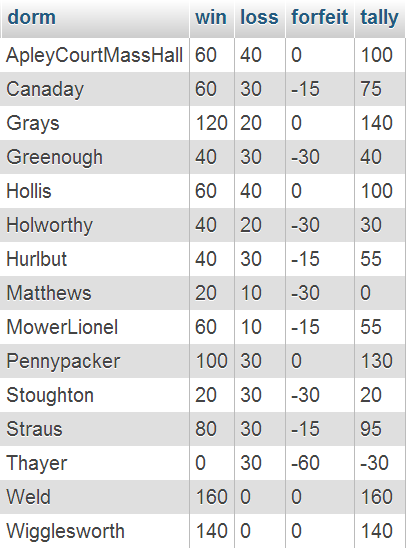 dorm win loss forfeit tally
ApleyCourtMassHall 60 40 0 100
Canaday 60 30 -15 75
Grays 120 20 0 140
Greenough 40 30 -30 40
Hollis 60 40 0 100
Holworthy 40 20 -30 30
Hurlbut 40 30 -15 55
Matthews 20 10 -30 0
MowerLionel 60 10 -15 55
Pennypacker 100 30 0 130
Stoughton 20 30 -30 20
Straus 80 30 -15 95
Thayer 0 30 -60 -30
Weld 160 0 0 160
Wigglesworth 140 0 0 140